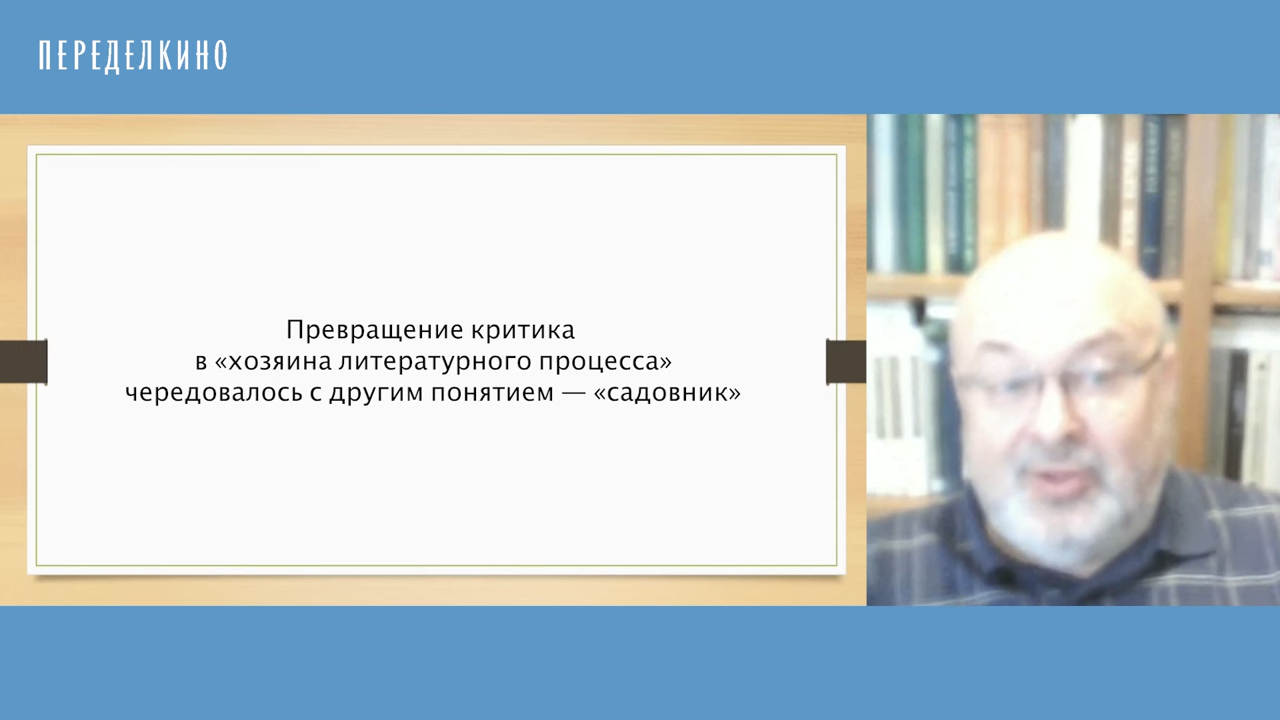 ПЕРЕДЕЛКИНО
Превращение критика
в «хозяина литературного процесса»
чередовалось с другим понятием — «садовник»